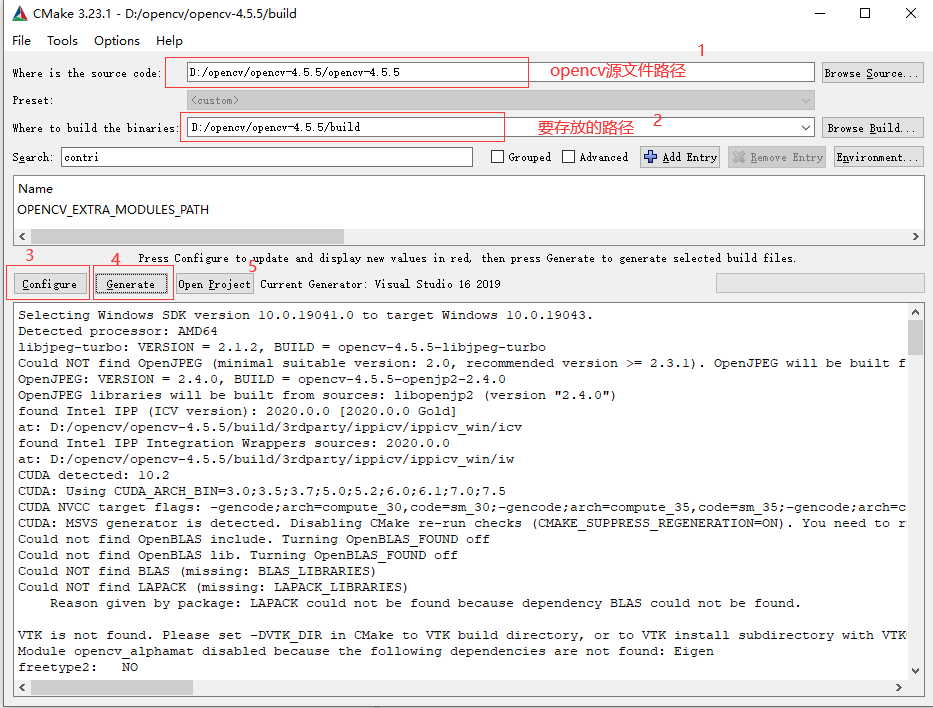 CMake 3.23.1 - D:/opencv/opencv-4.5.5/build
File Tools Options Help
1
Where is the source code: D:/opencv/opencv-4.5.5/opencv-4.5.5 opencv源文件路径 Browse Source...
Preset: <custom>
Where to build the binaries: D:/opencv/opencv-4.5.5/build 要存放的路径 2 Browse Build...
Search: contri Grouped Advanced Add Entry Remove Entry Environment...
Name
OPENCV_EXTRA_MODULES_PATH
3 4 Press Configure to update and display new values in red, then press Generate to generate selected build files.
5
Configure Generate Open Project Current Generator: Visual Studio 16 2019
Selecting Windows SDK version 10.0.19041.0 to target Windows 10.0.19043.
Detected processor: AMD64
libjpeg-turbo: VERSION = 2.1.2, BUILD = opencv-4.5.5-libjpeg-turbo
Could NOT find OpenJPEG (minimal suitable version: 2.0, recommended version >= 2.3.1). OpenJPEG will be built f
OpenJPEG: VERSION = 2.4.0, BUILD = opencv-4.5.5-openjp2-2.4.0
OpenJPEG libraries will be built from sources: libopenjp2 (version "2.4.0")
found Intel IPP (ICV version): 2020.0.0 [2020.0.0 Gold]
at: D:/opencv/opencv-4.5.5/build/3rdparty/ippicv/ippicv_win/icv
found Intel IPP Integration Wrappers sources: 2020.0.0
at: D:/opencv/opencv-4.5.5/build/3rdparty/ippicv/ippicv_win/iw
CUDA detected: 10.2
CUDA: Using CUDA_ARCH_BIN=3.0;3.5;3.7;5.0;5.2;6.0;6.1;7.0;7.5
CUDA NVCC target flags: -gencode;arch=compute_30,code=sm_30;-gencode;arch=compute_35,code=sm_35;-gencode;arch=c
CUDA: MSVS generator is detected. Disabling CMake re-run checks (CMAKE_SUPPRESS_REGENERATION=ON). You need to r
Could not find OpenBLAS include. Turning OpenBLAS_FOUND off
Could not find OpenBLAS lib. Turning OpenBLAS_FOUND off
Could NOT find BLAS (missing: BLAS_LIBRARIES)
Could NOT find LAPACK (missing: LAPACK_LIBRARIES)
Reason given by package: LAPACK could not be found because dependency BLAS could not be found.
VTK is not found. Please set -DVTK_DIR in CMake to VTK build directory, or to VTK install subdirectory with VTK
Module opencv_alphamat disabled because the following dependencies are not found: Eigen
freetype2: NO